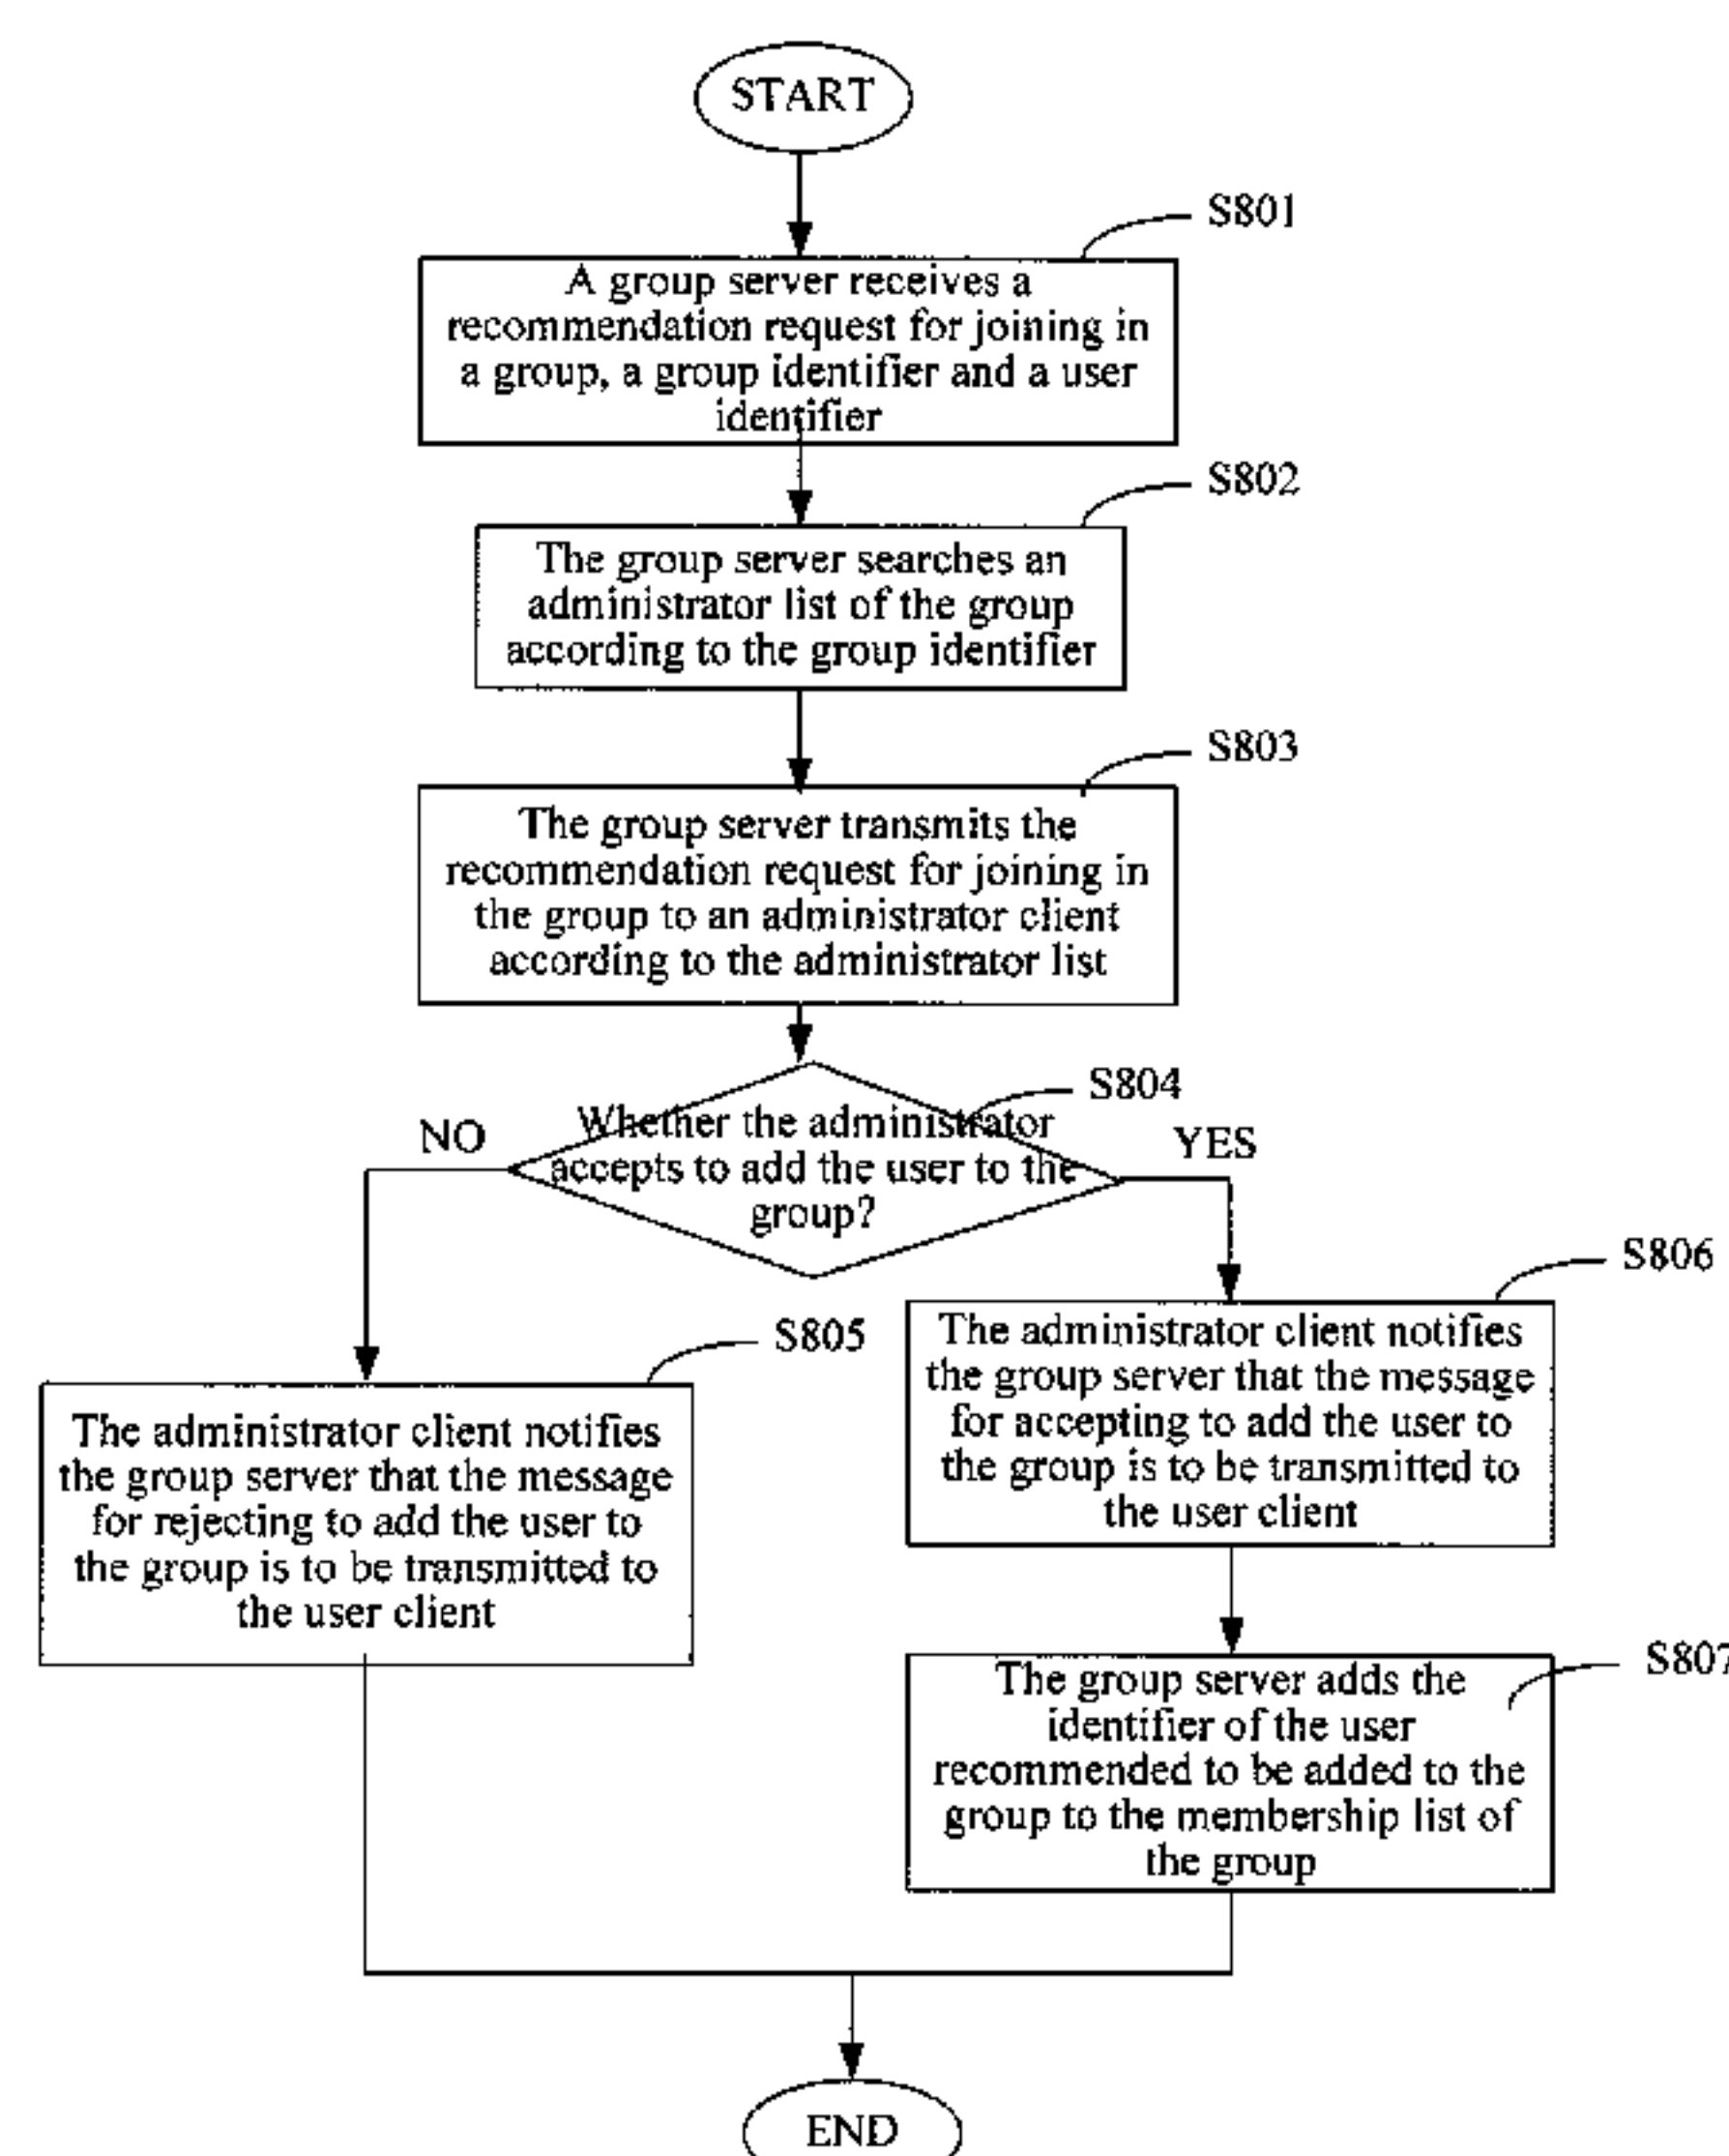 START
S801
A group server receives a
recommendation request for joining in
a group, a group identifier and a user
identifier
S802
The group server searches an
administrator list of the group
according to the group identifier
S803
The group server transmits the
recommendation request for joining in
the group to an administrator client
according to the administrator list
S804
Whether the administrator
accepts to add the user to the
group?
NO
YES
S805
The administrator client notifies
the group server that the message
for rejecting to add the user to
the group is to be transmitted to
the user client
S806
The administrator client notifies
the group server that the message
for accepting to add the user to
the group is to be transmitted to
the user client
S807
The group server adds the
identifier of the user
recommended to be added to the
group to the membership list of
the group
END